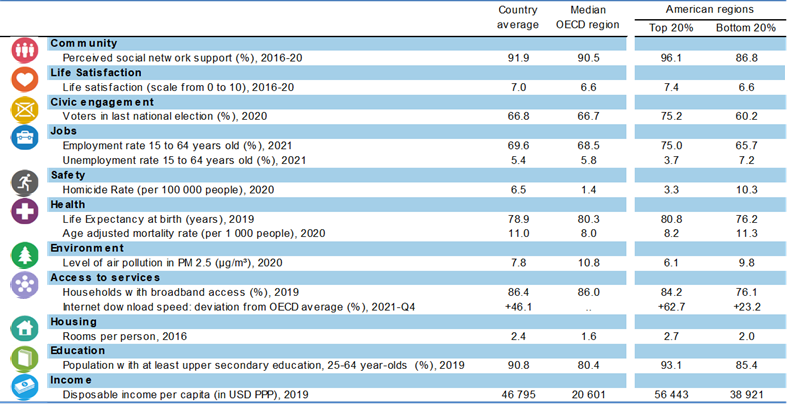 Country average Median OECD region American regions
Top 20% Bottom 20%
Community
Perceived social network support (%), 2016-20 91.9 90.5 96.1 86.8
Life Satisfaction
Life satisfaction (scale from 0 to 10), 2016-20 7.0 6.6 7.4 6.6
Civic engagement
Voters in last national election (%), 2020 66.8 66.7 75.2 60.2
Jobs
Employment rate 15 to 64 years old (%), 2021 69.6 68.5 75.0 65.7
Unemployment rate 15 to 64 years old (%), 2021 5.4 5.8 3.7 7.2
Safety
Homicide Rate (per 100 000 people), 2020 6.5 1.4 3.3 10.3
Health
Life Expectancy at birth (years), 2019 78.9 80.3 80.8 76.2
Age adjusted mortality rate (per 1 000 people), 2020 11.0 8.0 8.2 11.3
Environment
Level of air pollution in PM 2.5 (µg/m³), 2020 7.8 10.8 6.1 9.8
Access to services
Households with broadband access (%), 2019 86.4 86.0 84.2 76.1
Internet download speed: deviation from OECD average (%), 2021-Q4 +46.1 .. +62.7 +23.2
Housing
Rooms per person, 2016 2.4 1.6 2.7 2.0
Education
Population with at least upper secondary education, 25-64 year-olds (%), 2019 90.8 80.4 93.1 85.4
Income
Disposable income per capita (in USD PPP), 2019 46 795 20 601 56 443 38 921